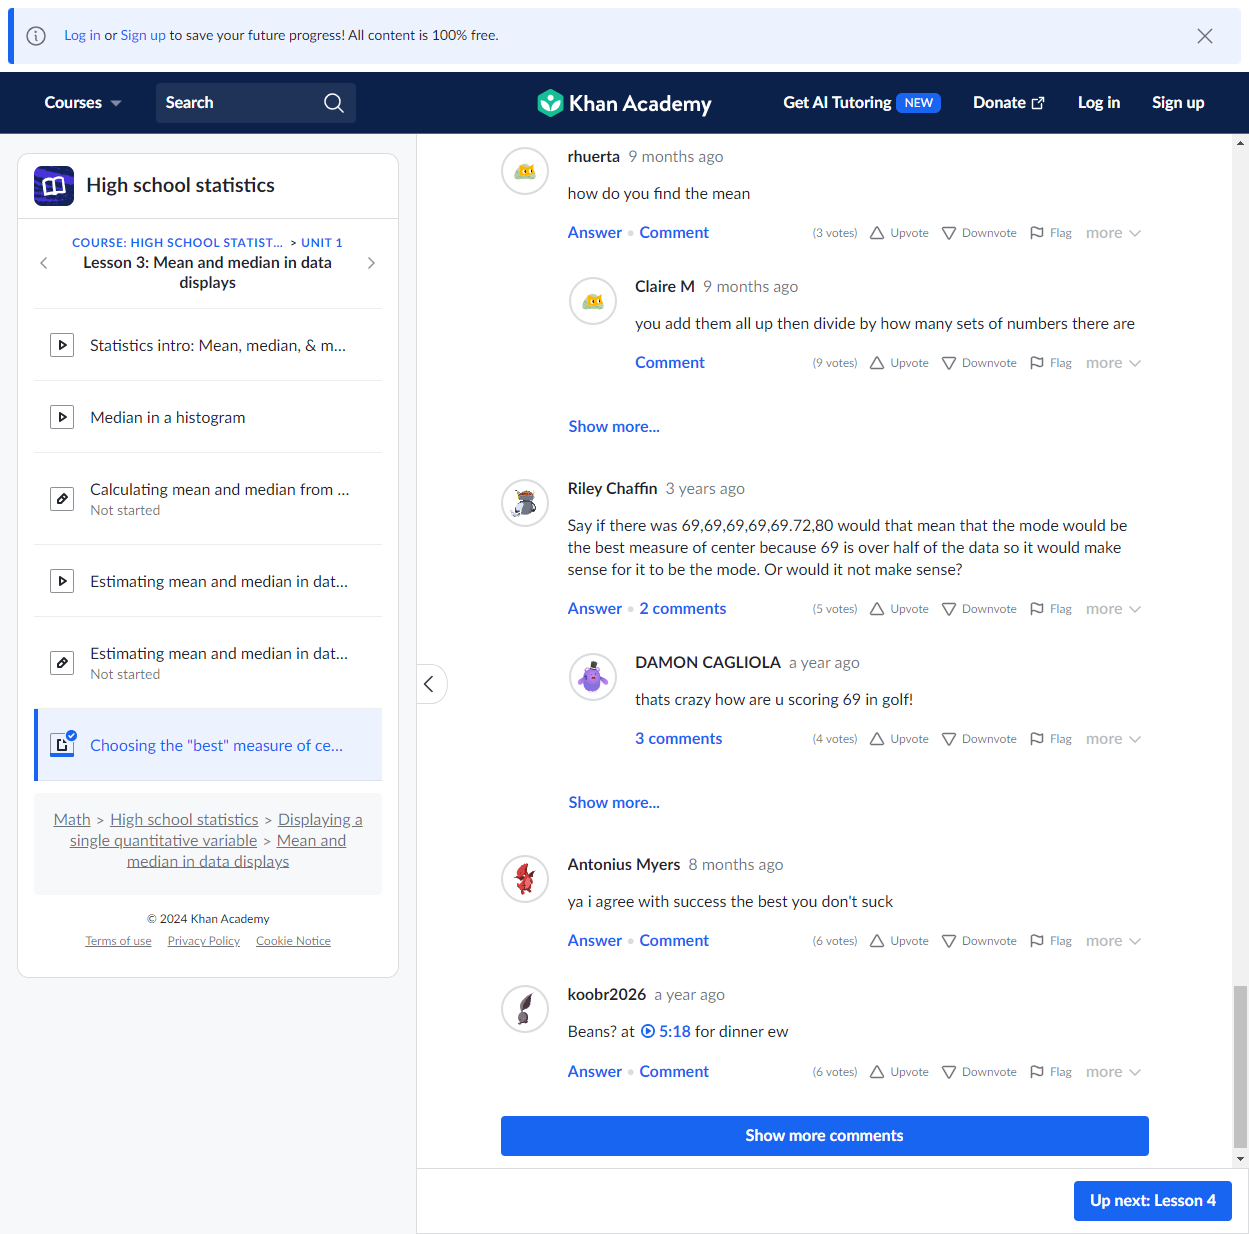 Log in or Sign up to save your future progress! All content is 100% free.
Courses
Search
Khan Academy
Get AI Tutoring NEW
Donate
Log in
Sign up
High school statistics
COURSE: HIGH SCHOOL STATIST... > UNIT 1
Lesson 3: Mean and median in data
displays
Statistics intro: Mean, median, & m...
Median in a histogram
Calculating mean and median from ...
Not started
Estimating mean and median in dat...
Estimating mean and median in dat...
Not started
Choosing the "best" measure of ce...
Math > High school statistics > Displaying a
single quantitative variable > Mean and
median in data displays
© 2024 Khan Academy
Terms of use Privacy Policy Cookie Notice
rhuerta 9 months ago
how do you find the mean
Answer • Comment (3 votes) Upvote Downvote Flag more
Claire M 9 months ago
you add them all up then divide by how many sets of numbers there are
Comment (9 votes) Upvote Downvote Flag more
Show more...
Riley Chaffin 3 years ago
Say if there was 69,69,69,69,69.72,80 would that mean that the mode would be
the best measure of center because 69 is over half of the data so it would make
sense for it to be the mode. Or would it not make sense?
Answer • 2 comments (5 votes) Upvote Downvote Flag more
DAMON CAGLIOLA a year ago
thats crazy how are u scoring 69 in golf!
3 comments (4 votes) Upvote Downvote Flag more
Show more...
Antonius Myers 8 months ago
ya i agree with success the best you don't suck
Answer • Comment (6 votes) Upvote Downvote Flag more
koobr2026 a year ago
Beans? at 5:18 for dinner ew
Answer • Comment (6 votes) Upvote Downvote Flag more
Show more comments
Up next: Lesson 4